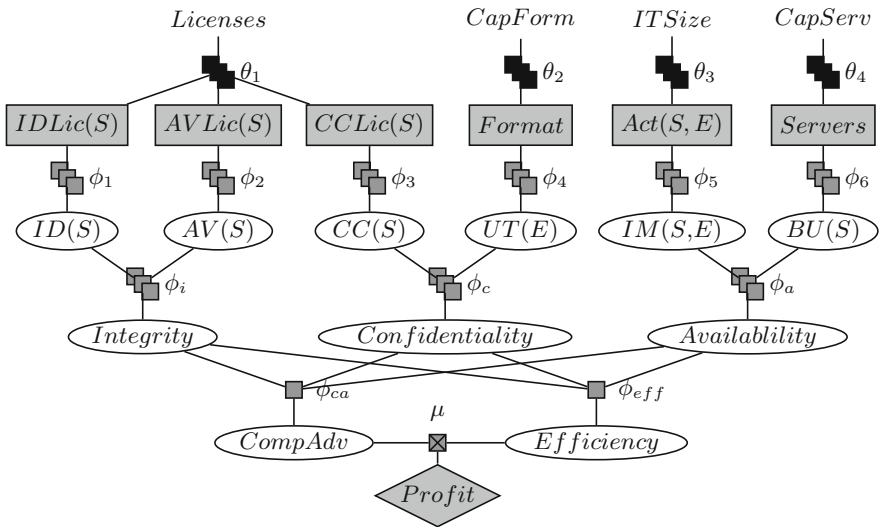 Licenses CapForm ITSize CapServ
θ1 θ2 θ3 θ4
IDLic(S) AVLic(S) CCLic(S) Format Act(S, E) Servers
ϕ1 ϕ2 ϕ3 ϕ4 ϕ5 ϕ6
ID(S) AV(S) CC(S) UT(E) IM(S,E) BU(S)
ϕi ϕc ϕa
Integrity Confidentiality Availablility
ϕca ϕeff
μ
CompAdv Efficiency
Profit